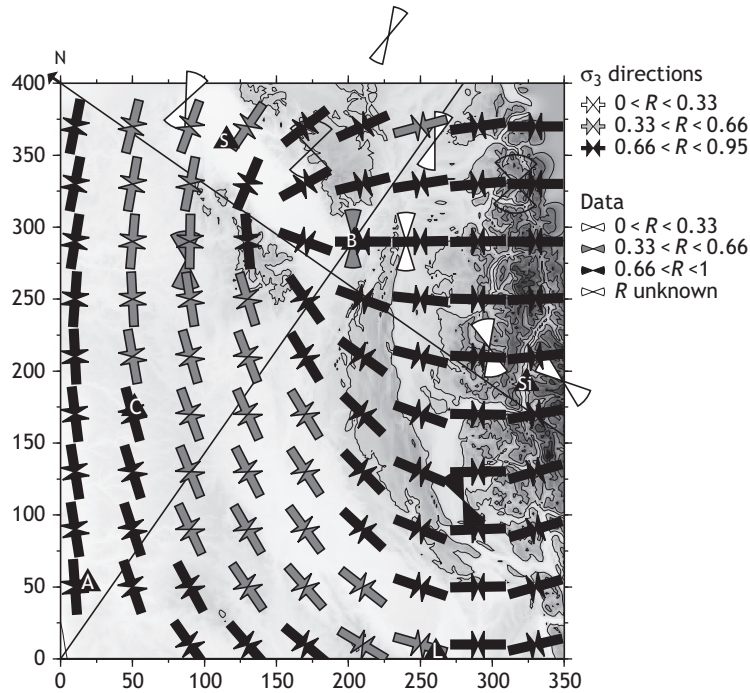 N
400
350
300
250
200
150
100
50
0
0
50
100
150
200
250
300
350
S
B
C
Si
A
L
σ3 directions
0 < R < 0.33
0.33 < R < 0.66
0.66 < R < 0.95
Data
0 < R < 0.33
0.33 < R < 0.66
0.66 <R <1
R unknown